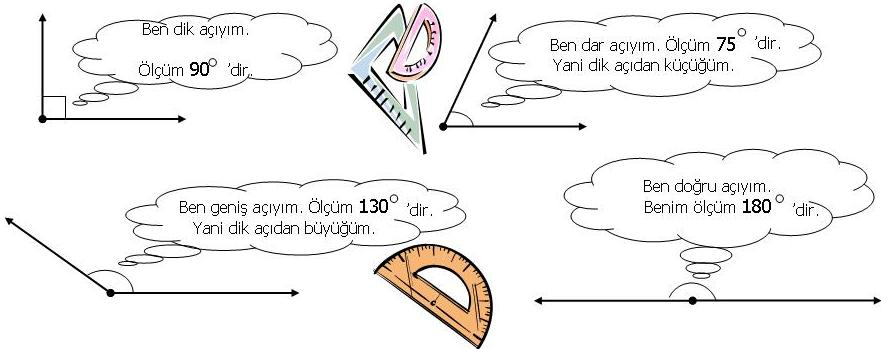 Ben dik açıyım.
Ölçüm 90° 'dir.
Ben dar açıyım. Ölçüm 75° 'dir.
Yani dik açıdan küçüğüm.
Ben geniş açıyım. Ölçüm 130° 'dir.
Yani dik açıdan büyüğüm.
Ben doğru açıyım.
Benim ölçüm 180° 'dir.